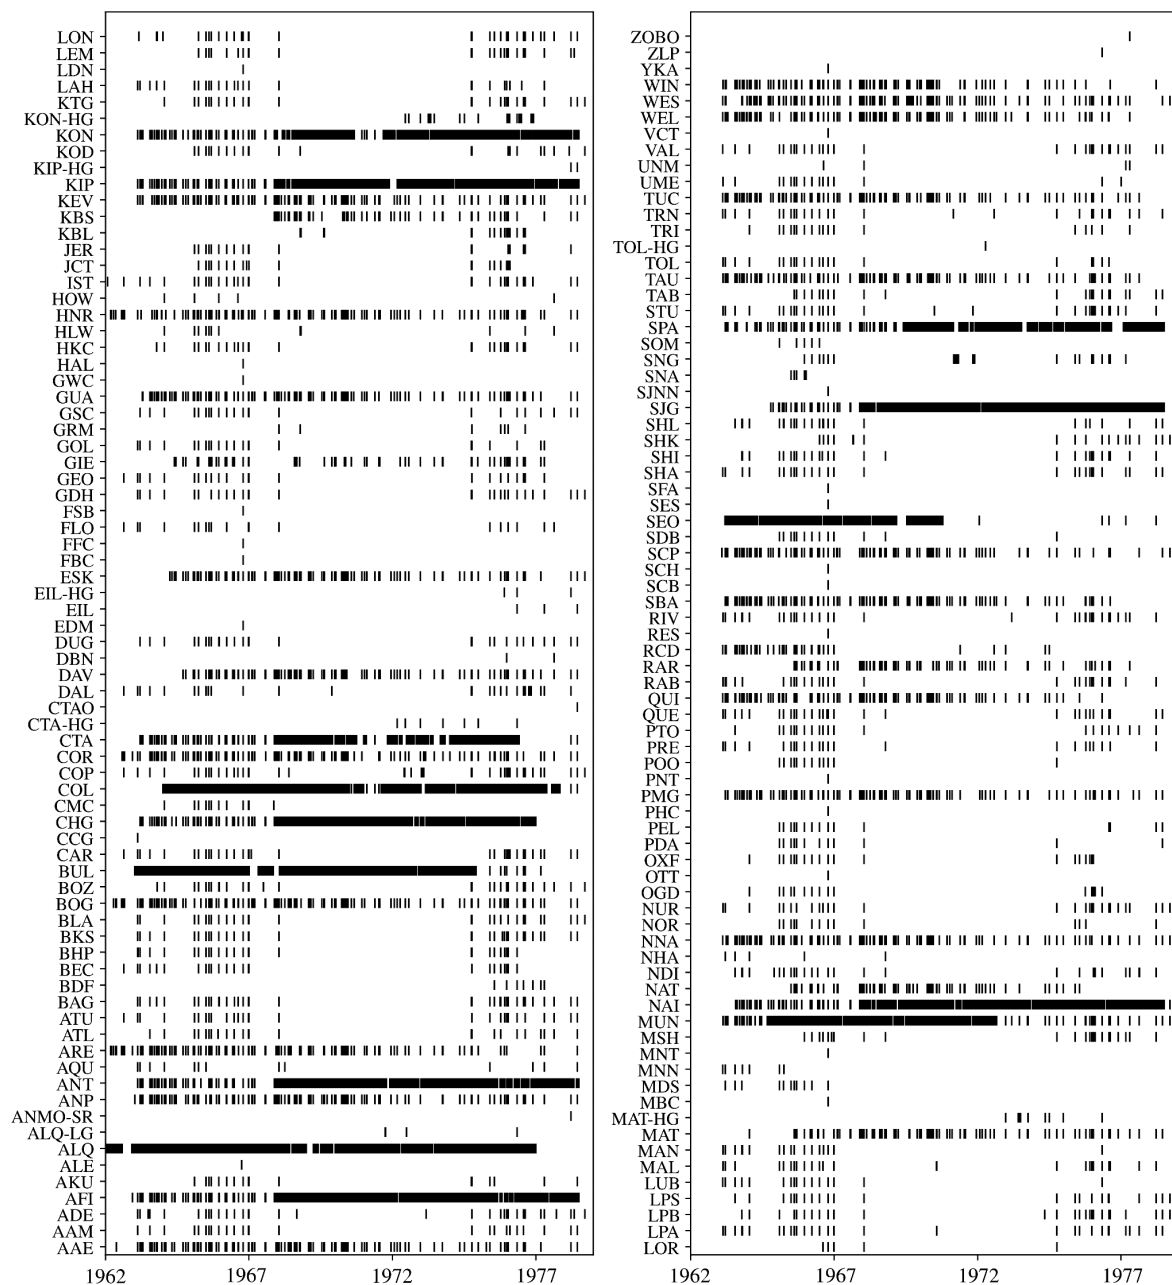 LON
LEM
LDN
LAH
KTG
KON-HG
KON
KOD
KIP-HG
KIP
KEV
KBS
KBL
JER
JCT
IST
HOW
HNR
HLW
HKC
HAL
GWC
GUA
GSC
GRM
GOL
GIE
GEO
GDH
FSB
FLO
FFC
FBC
ESK
EIL-HG
EIL
EDM
DUG
DBN
DAV
DAL
CTAO
CTA-HG
CTA
COR
COP
COL
CMC
CHG
CCG
CAR
BUL
BOZ
BOG
BLA
BKS
BHP
BEC
BDF
BAG
ATU
ATL
ARE
AQU
ANT
ANP
ANMO-SR
ALQ-LG
ALQ
ALE
AKU
AFI
ADE
AAM
AAE
1962 1967 1972 1977
ZOBO
ZLP
YKA
WIN
WES
WEL
VCT
VAL
UNM
UME
TUC
TRN
TRI
TOL-HG
TOL
TAU
TAB
STU
SPA
SOM
SNG
SNA
SJNN
SJG
SHL
SHK
SHI
SHA
SFA
SES
SEO
SDB
SCP
SCH
SCB
SBA
RIV
RES
RCD
RAR
RAB
QUI
QUE
PTO
PRE
POO
PNT
PMG
PHC
PEL
PDA
OXF
OTT
OGD
NUR
NOR
NNA
NHA
NDI
NAT
NAI
MUN
MSH
MNT
MNN
MDS
MBC
MAT-HG
MAT
MAN
MAL
LUB
LPS
LPB
LPA
LOR
1962 1967 1972 1977